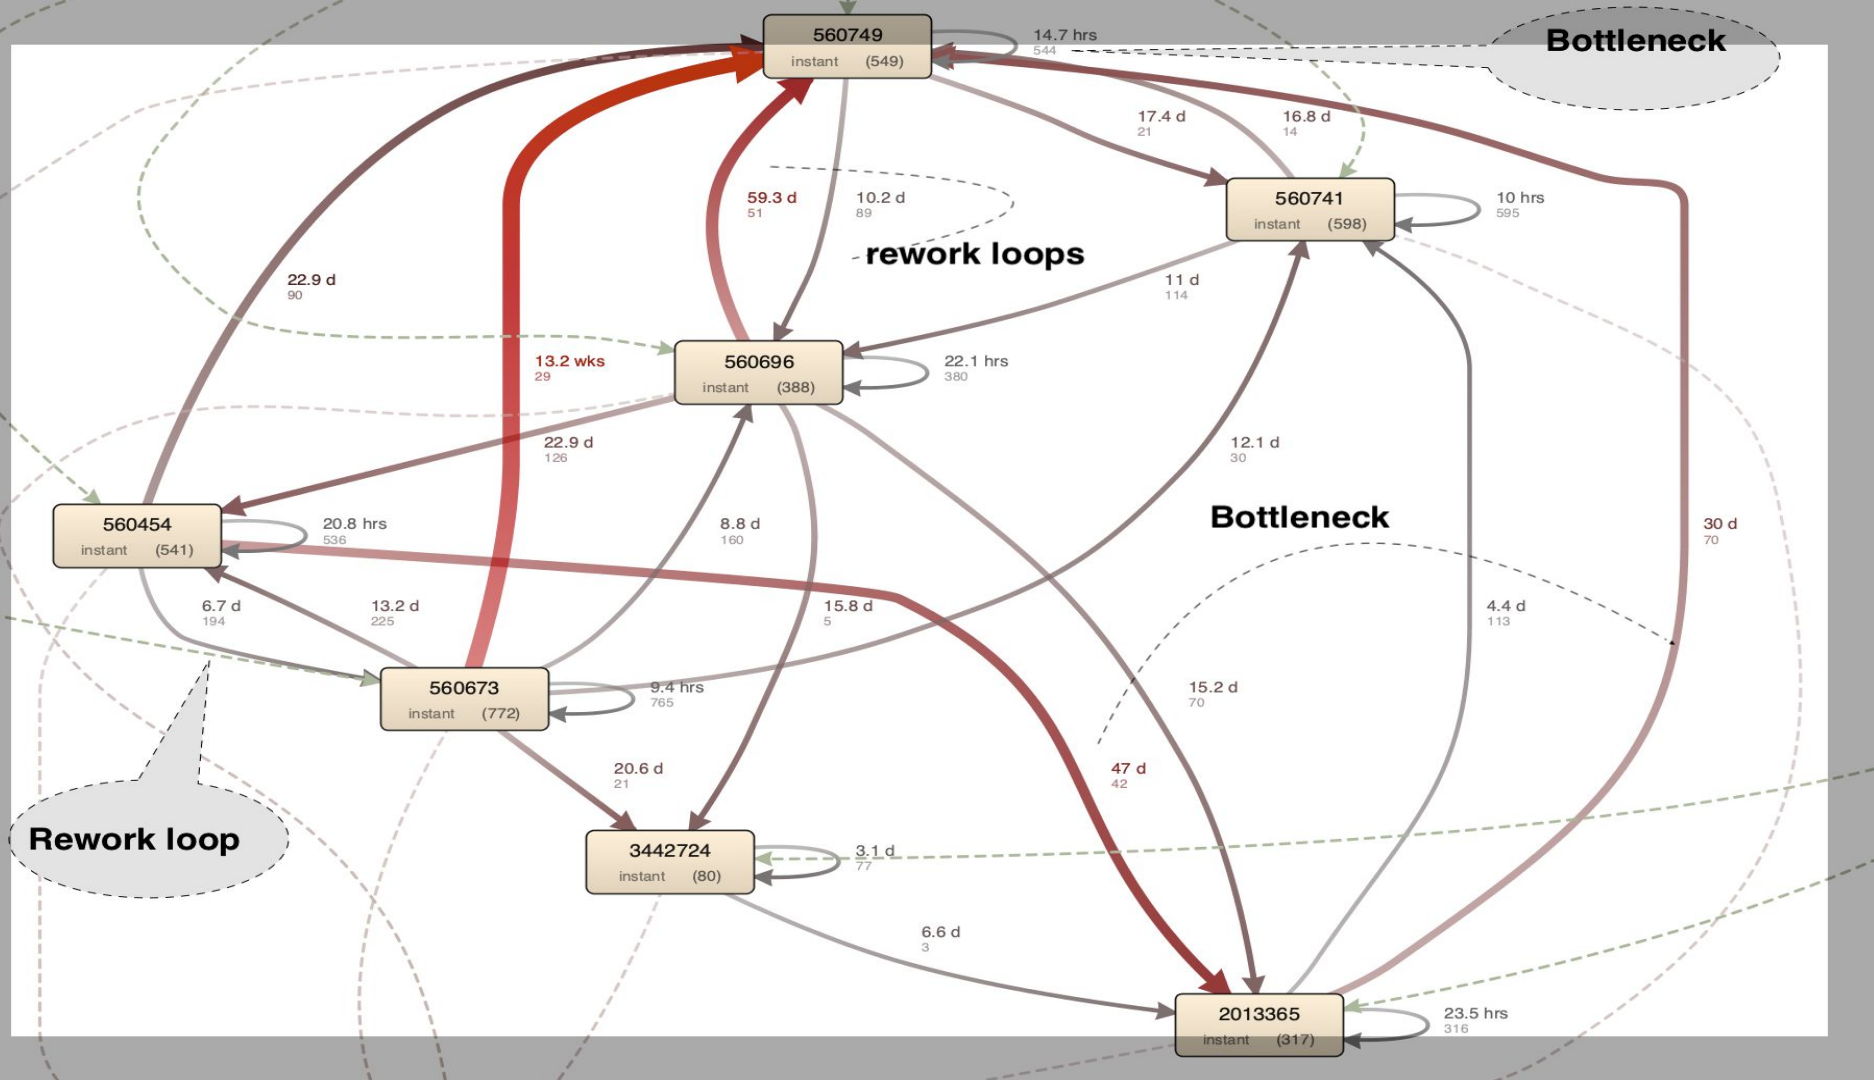 560749
instant (549)
14.7 hrs
544
Bottleneck
17.4 d
21
16.8 d
14
560741
instant (598)
10 hrs
595
59.3 d
51
10.2 d
89
rework loops
22.9 d
90
11 d
114
13.2 wks
29
560696
instant (388)
22.1 hrs
380
22.9 d
126
12.1 d
30
560454
instant (541)
20.8 hrs
536
8.8 d
160
Bottleneck
30 d
70
6.7 d
194
13.2 d
225
15.8 d
5
4.4 d
113
560673
instant (772)
9.4 hrs
765
15.2 d
70
20.6 d
21
47 d
42
Rework loop
3442724
instant (80)
3.1 d
77
6.6 d
3
2013365
instant (317)
23.5 hrs
316